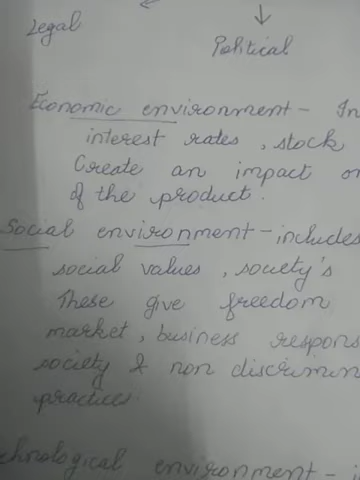 Legal
Political
Economic environment - In
interest rates, stock
Create an impact on
of the product.
Social environment - includes
social values, society's
These give freedom
market, business respons
society & non discrimin
practices
chnological environment - i